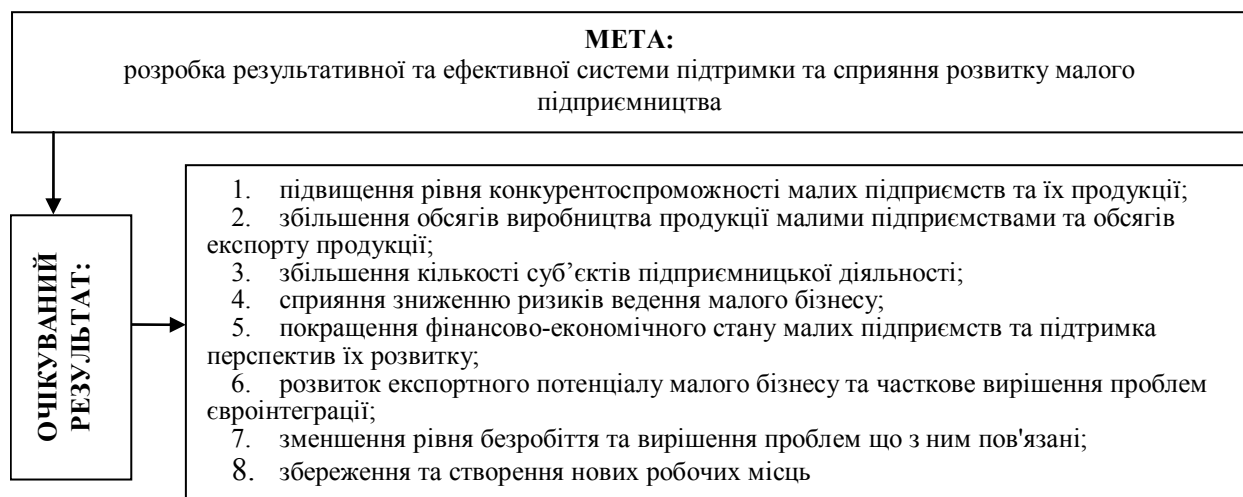 МЕТА:
розробка результативної та ефективної системи підтримки та сприяння розвитку малого
підприємництва
ОЧІКУВАНИЙ
РЕЗУЛЬТАТ:
1. підвищення рівня конкурентоспроможності малих підприємств та їх продукції;
2. збільшення обсягів виробництва продукції малими підприємствами та обсягів
експорту продукції;
3. збільшення кількості суб’єктів підприємницької діяльності;
4. сприяння зниженню ризиків ведення малого бізнесу;
5. покращення фінансово-економічного стану малих підприємств та підтримка
перспектив їх розвитку;
6. розвиток експортного потенціалу малого бізнесу та часткове вирішення проблем
євроінтеграції;
7. зменшення рівня безробіття та вирішення проблем що з ним пов'язані;
8. збереження та створення нових робочих місць